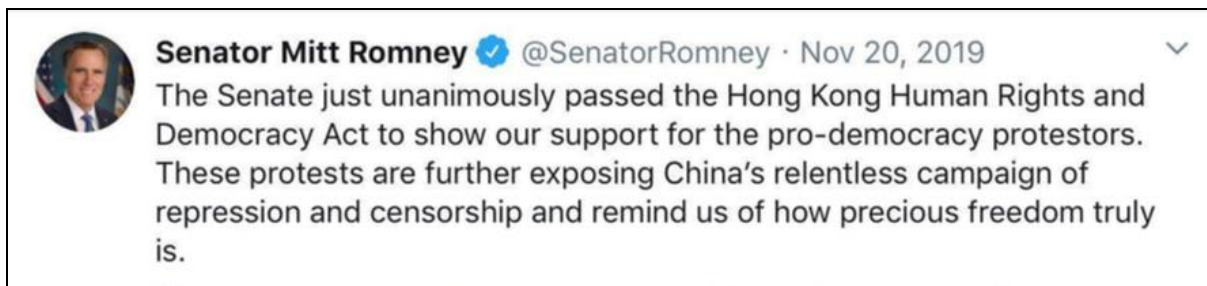 Senator Mitt Romney @SenatorRomney · Nov 20, 2019
The Senate just unanimously passed the Hong Kong Human Rights and
Democracy Act to show our support for the pro-democracy protestors.
These protests are further exposing China’s relentless campaign of
repression and censorship and remind us of how precious freedom truly
is.